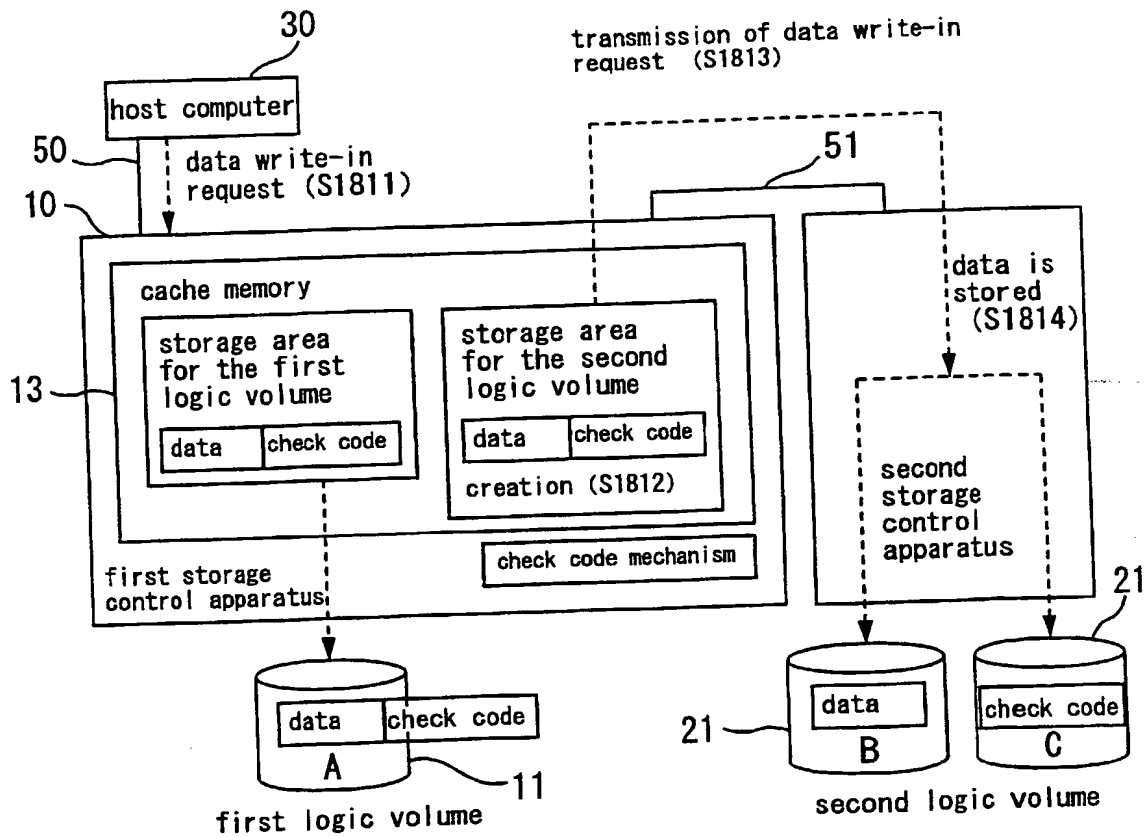 30
transmission of data write-in
request (S1813)
host computer
50
data write-in
request (S1811)
51
10
cache memory
storage area
for the first
logic volume
data
check code
storage area
for the second
logic volume
data
check code
creation (S1812)
13
data is
stored
(S1814)
second
storage
control
apparatus
check code mechanism
first storage
control apparatus
21
data
check code
A
11
first logic volume
21
data
B
check code
C
second logic volume